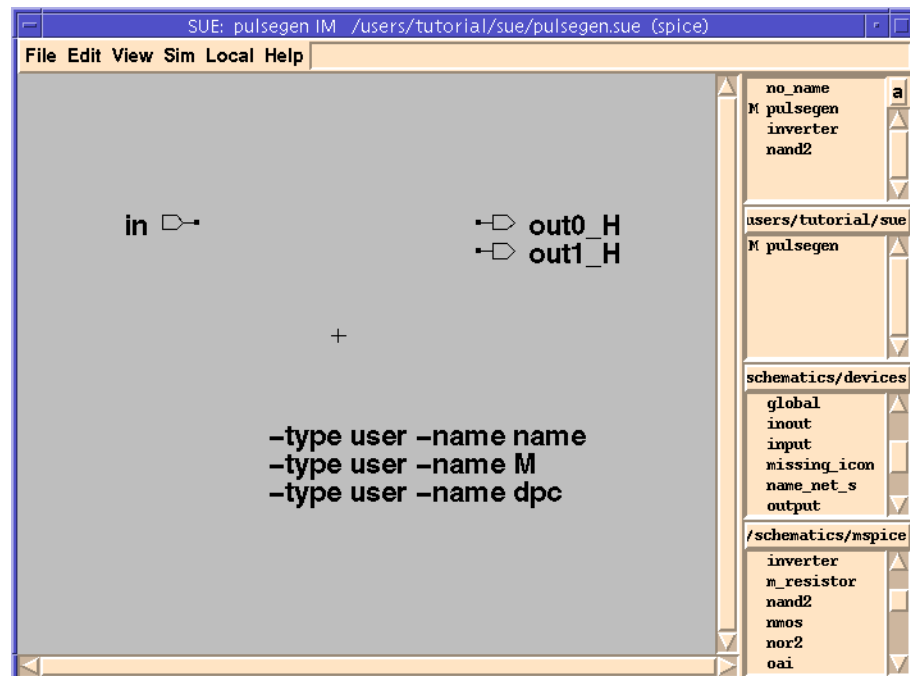 SUE: pulsegen IM /users/tutorial/sue/pulsegen.sue (spice)
File Edit View Sim Local Help
in
out0_H
out1_H
–type user –name name
–type user –name M
–type user –name dpc
no_name
a
M pulsegen
inverter
nand2
users/tutorial/sue
M pulsegen
schematics/devices
global
inout
input
missing_icon
name_net_s
output
/schematics/mspice
inverter
m_resistor
nand2
nmos
nor2
oai